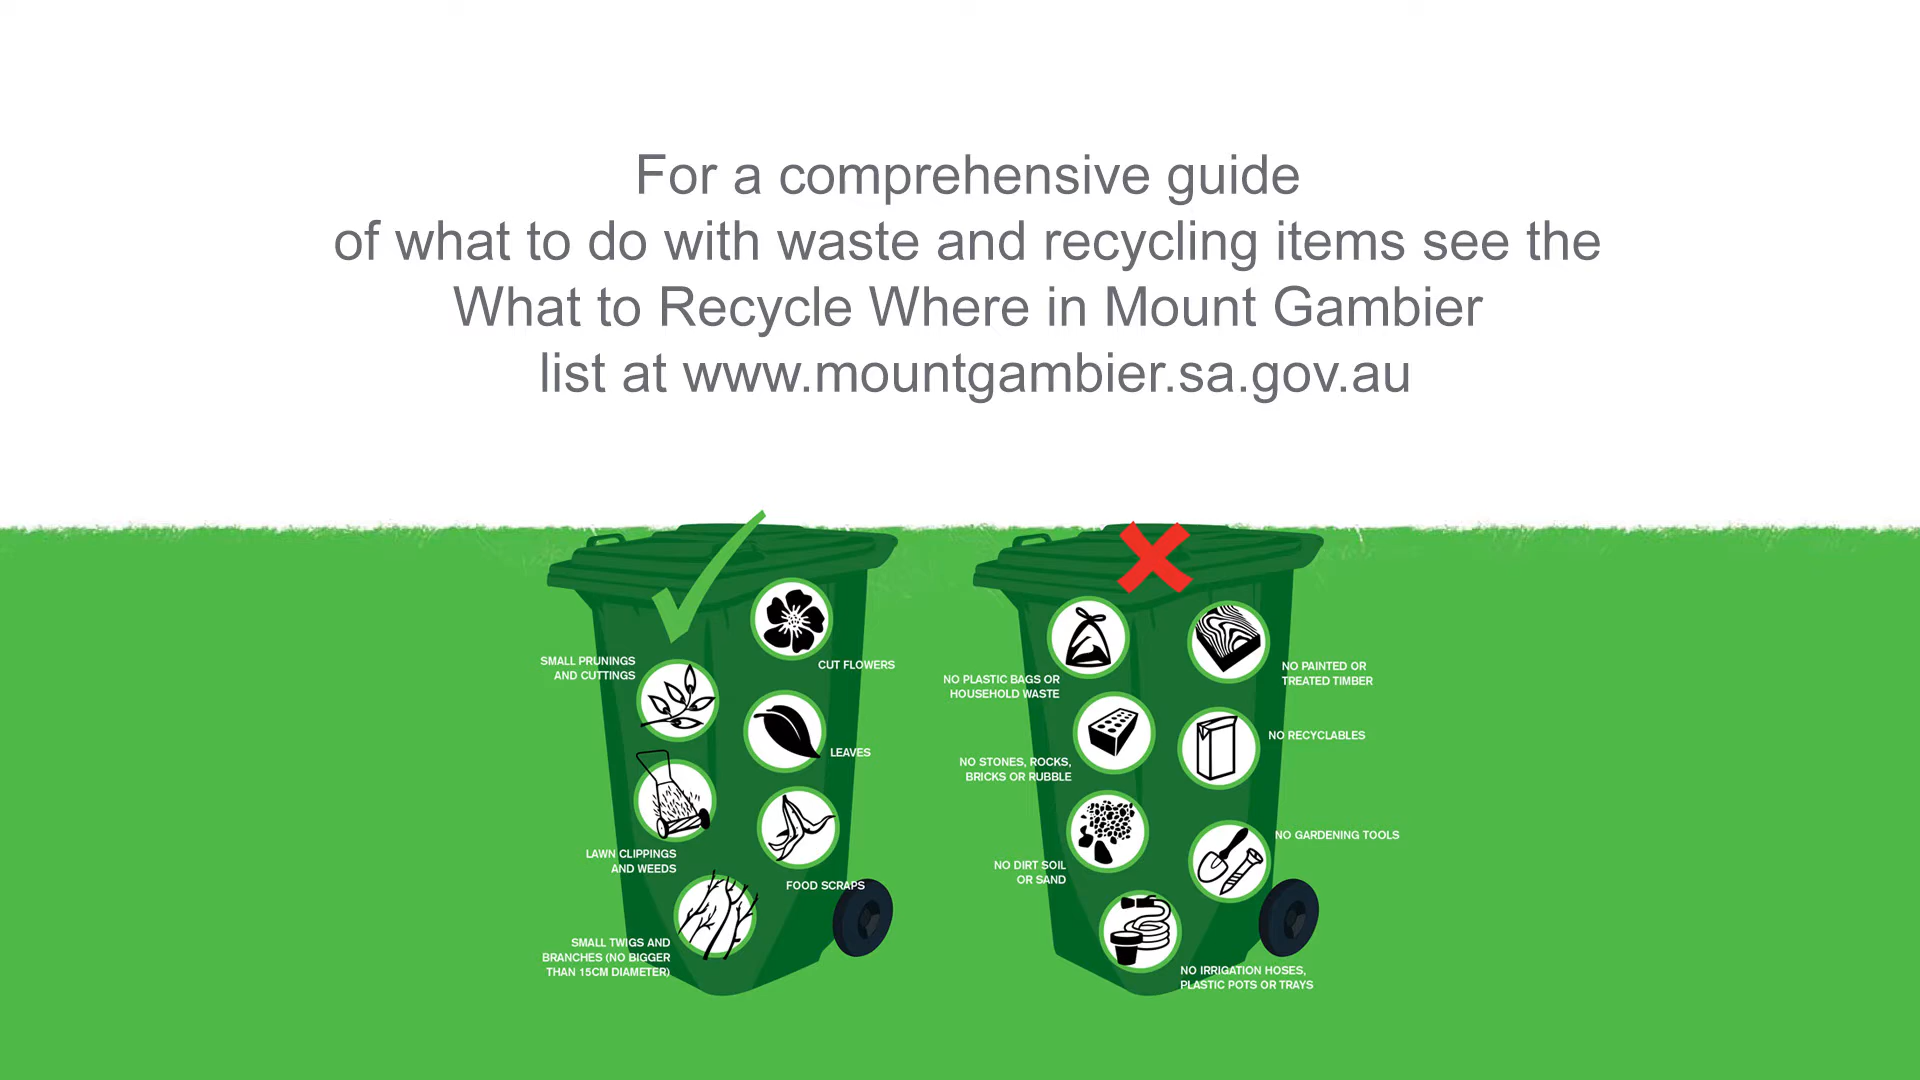 For a comprehensive guide
of what to do with waste and recycling items see the
What to Recycle Where in Mount Gambier
list at www.mountgambier.sa.gov.au
SMALL PRUNINGS
AND CUTTINGS
CUT FLOWERS
LEAVES
LAWN CLIPPINGS
AND WEEDS
FOOD SCRAPS
SMALL TWIGS AND
BRANCHES (NO BIGGER
THAN 15CM DIAMETER)
NO PLASTIC BAGS OR
HOUSEHOLD WASTE
NO PAINTED OR
TREATED TIMBER
NO STONES, ROCKS,
BRICKS OR RUBBLE
NO RECYCLABLES
NO DIRT SOIL
OR SAND
NO GARDENING TOOLS
NO IRRIGATION HOSES,
PLASTIC POTS OR TRAYS